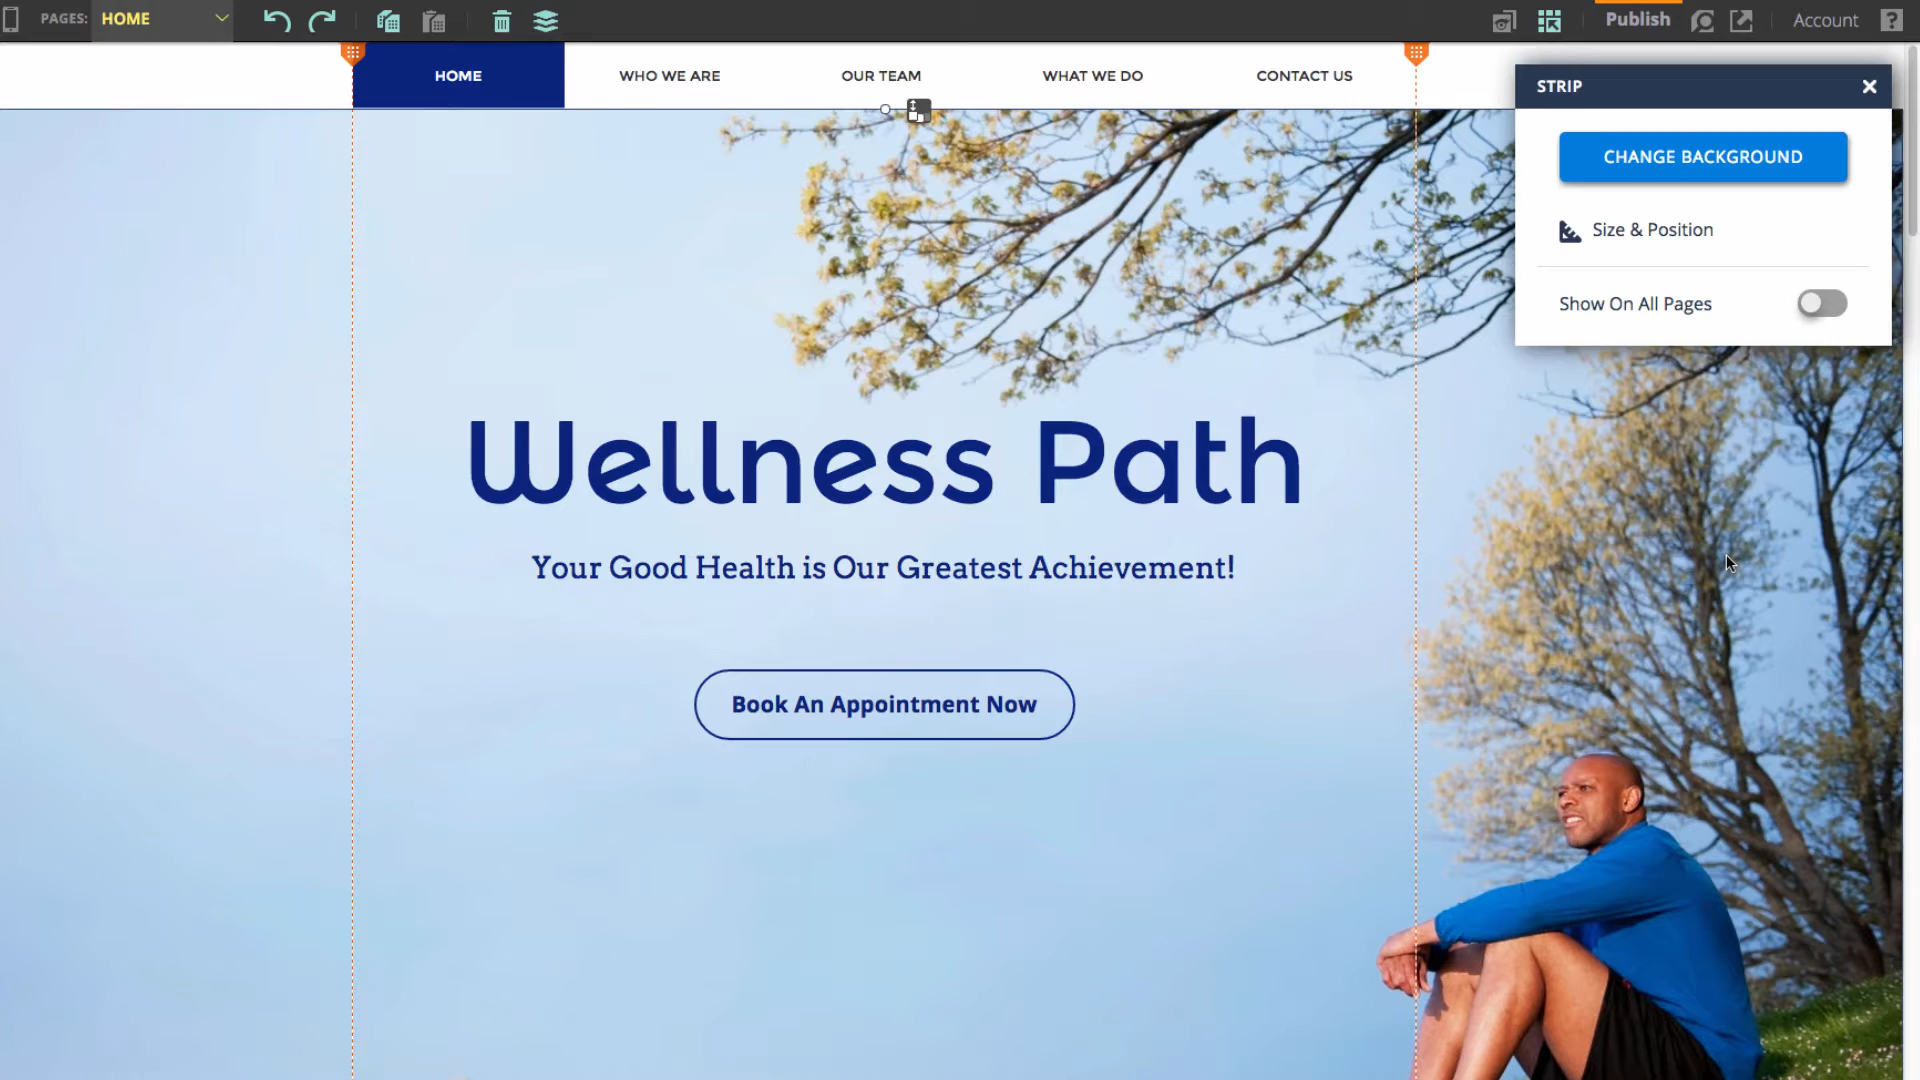 PAGES: HOME
Publish
Account
?
HOME
WHO WE ARE
OUR TEAM
WHAT WE DO
CONTACT US
STRIP
CHANGE BACKGROUND
Size & Position
Show On All Pages
Wellness Path
Your Good Health is Our Greatest Achievement!
Book An Appointment Now